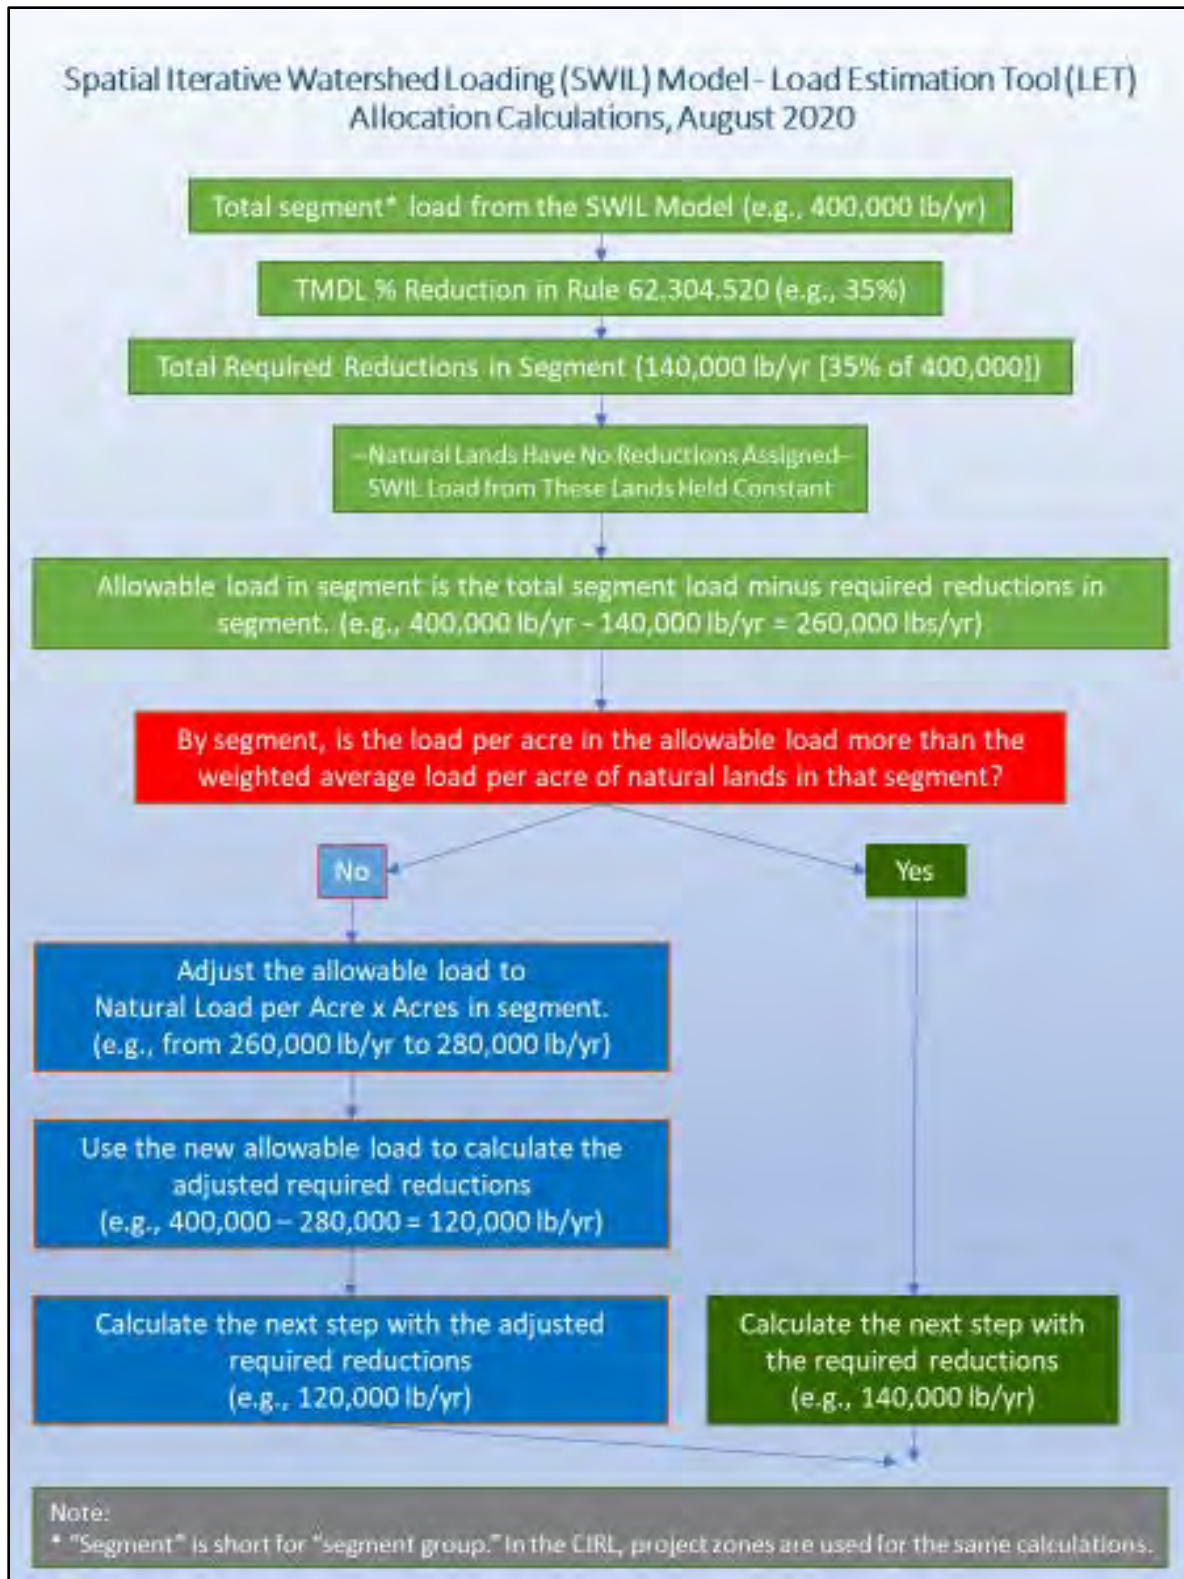 Spatial Iterative Watershed Loading (SWIL) Model - Load Estimation Tool (LET)
Allocation Calculations, August 2020
Total segment* load from the SWIL Model (e.g., 400,000 lb/yr)
TMDL % Reduction in Rule 62.304.520 (e.g., 35%)
Total Required Reductions in Segment (140,000 lb/yr [35% of 400,000])
–Natural Lands Have No Reductions Assigned–
SWIL Load from These Lands Held Constant
Allowable load in segment is the total segment load minus required reductions in
segment. (e.g., 400,000 lb/yr - 140,000 lb/yr = 260,000 lbs/yr)
By segment, is the load per acre in the allowable load more than the
weighted average load per acre of natural lands in that segment?
No
Yes
Adjust the allowable load to
Natural Load per Acre x Acres in segment.
(e.g., from 260,000 lb/yr to 280,000 lb/yr)
Use the new allowable load to calculate the
adjusted required reductions
(e.g., 400,000 – 280,000 = 120,000 lb/yr)
Calculate the next step with the adjusted
required reductions
(e.g., 120,000 lb/yr)
Calculate the next step with
the required reductions
(e.g., 140,000 lb/yr)
Note:
* "Segment" is short for "segment group." In the CIRL, project zones are used for the same calculations.